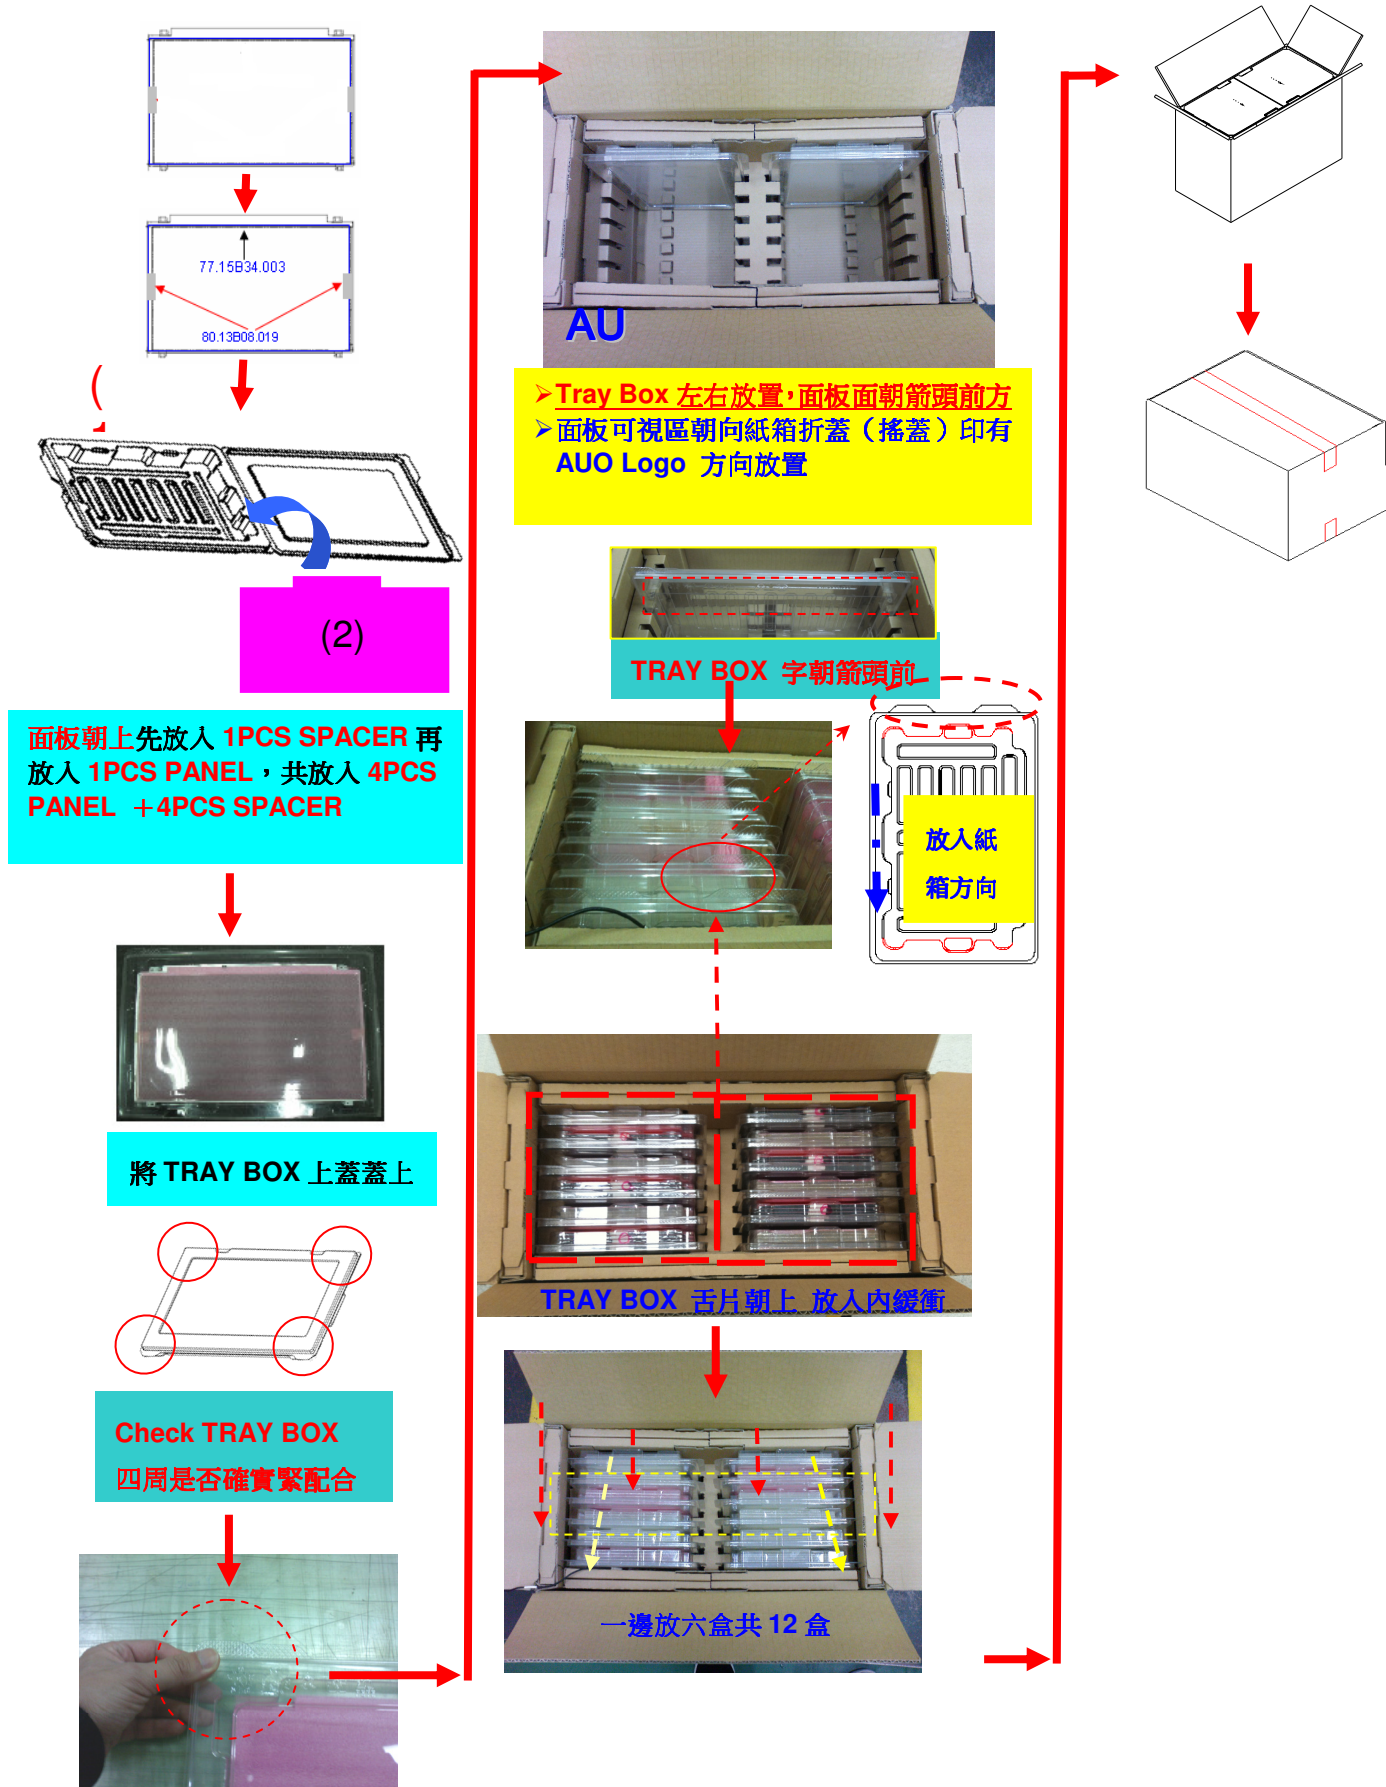 77.15B34.003
80.13B08.019
(
(2)
面板朝上先放入 1PCS SPACER 再
放入 1PCS PANEL，共放入 4PCS
PANEL ＋4PCS SPACER
將 TRAY BOX 上蓋蓋上
Check TRAY BOX
四周是否確實緊配合
AU
➢Tray Box 左右放置，面板面朝箭頭前方
➢面板可視區朝向紙箱折蓋（搖蓋）印有
AUO Logo 方向放置
TRAY BOX 字朝箭頭前
放入紙
箱方向
TRAY BOX 舌片朝上 放入內緩衝
一邊放六盒共 12 盒